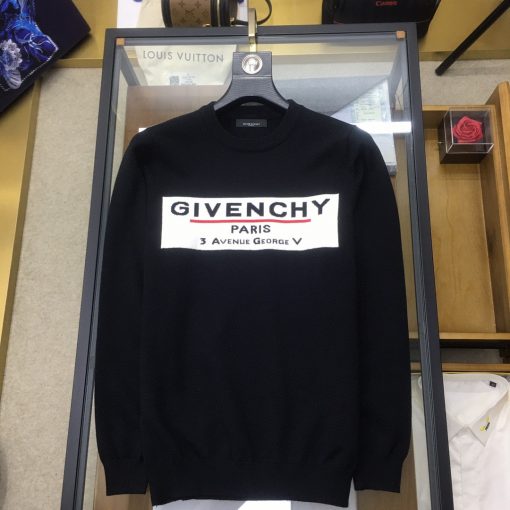 LOUIS VUITTON
GIVENCHY
PARIS
3 AVENUE GEORGE V